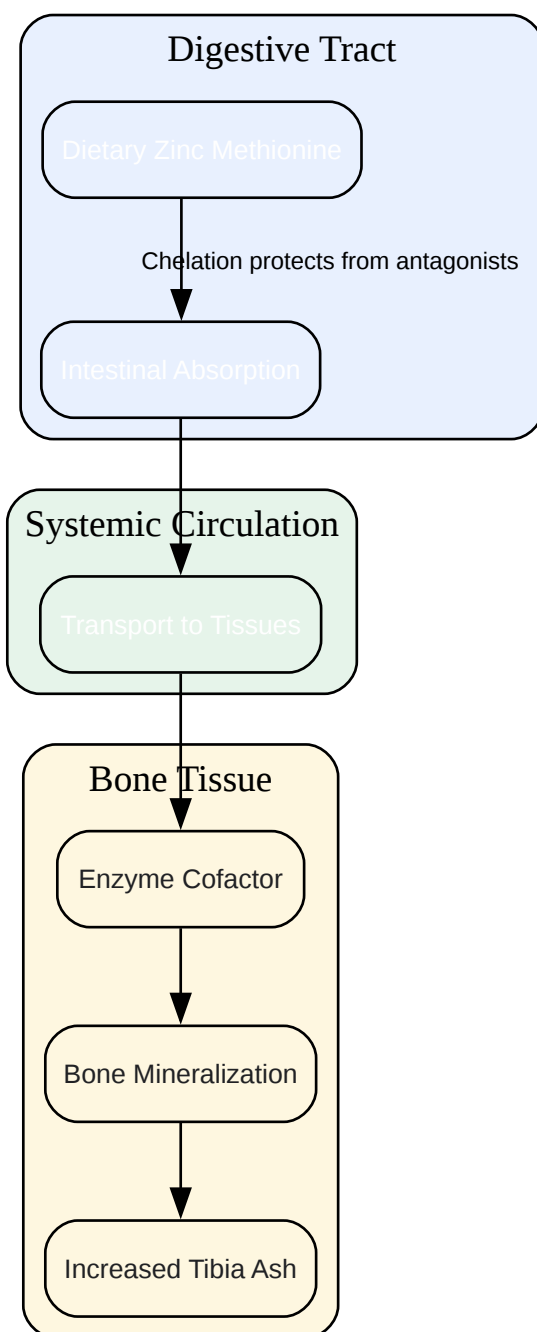 Digestive Tract
Dietary Zinc Methionine
Chelation protects from antagonists
Intestinal Absorption
Systemic Circulation
Transport to Tissues
Bone Tissue
Enzyme Cofactor
Bone Mineralization
Increased Tibia Ash